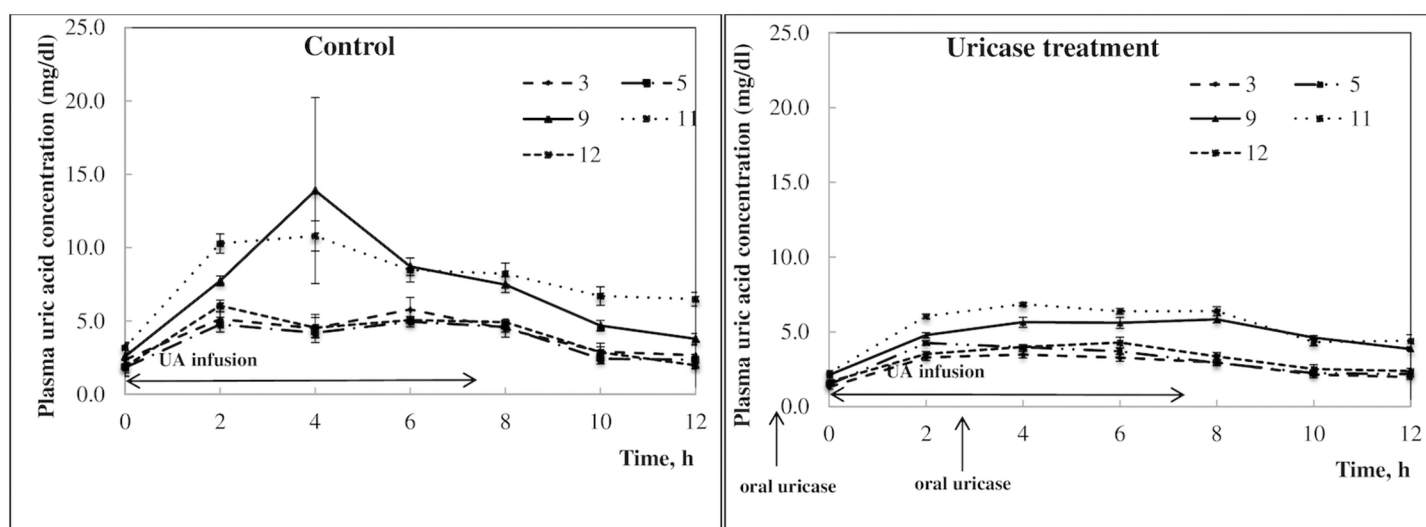 Control
Plasma uric acid concentration (mg/dl)
25.0
20.0
15.0
10.0
5.0
0.0
3 5
9 11
12
UA infusion
0 2 4 6 8 10 12
Time, h
Uricase treatment
Plasma uric acid concentration (mg/dl)
25.0
20.0
15.0
10.0
5.0
0.0
3 5
9 11
12
UA infusion
0 2 4 6 8 10 12
Time, h
oral uricase
oral uricase